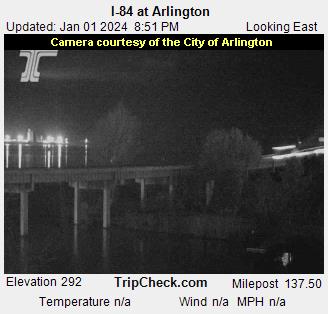 I-84 at Arlington
Updated: Jan 01 2024 8:51 PM Looking East
Camera courtesy of the City of Arlington
Elevation 292 TripCheck.com Milepost 137.50
Temperature n/a Wind n/a MPH n/a